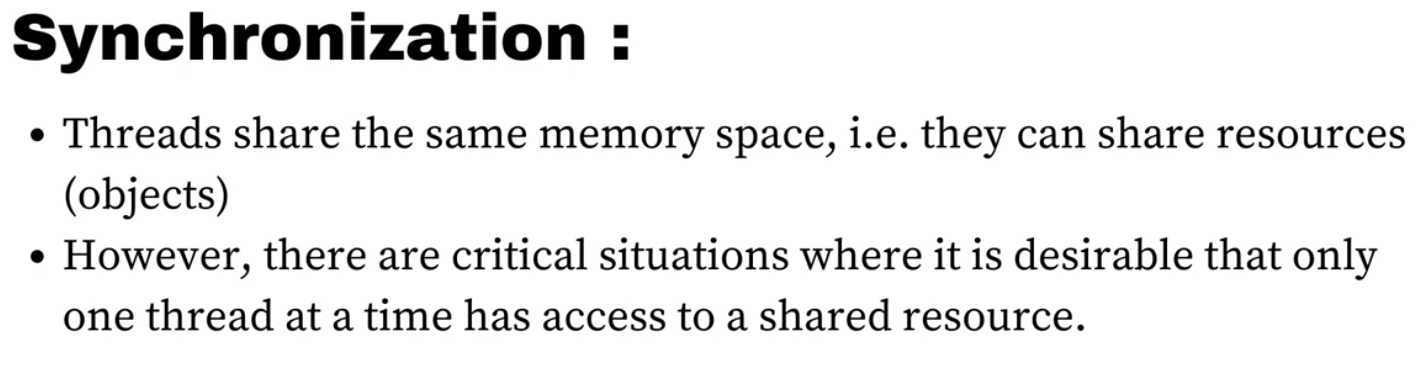 Synchronization :
• Threads share the same memory space, i.e. they can share resources
(objects)
• However, there are critical situations where it is desirable that only
one thread at a time has access to a shared resource.